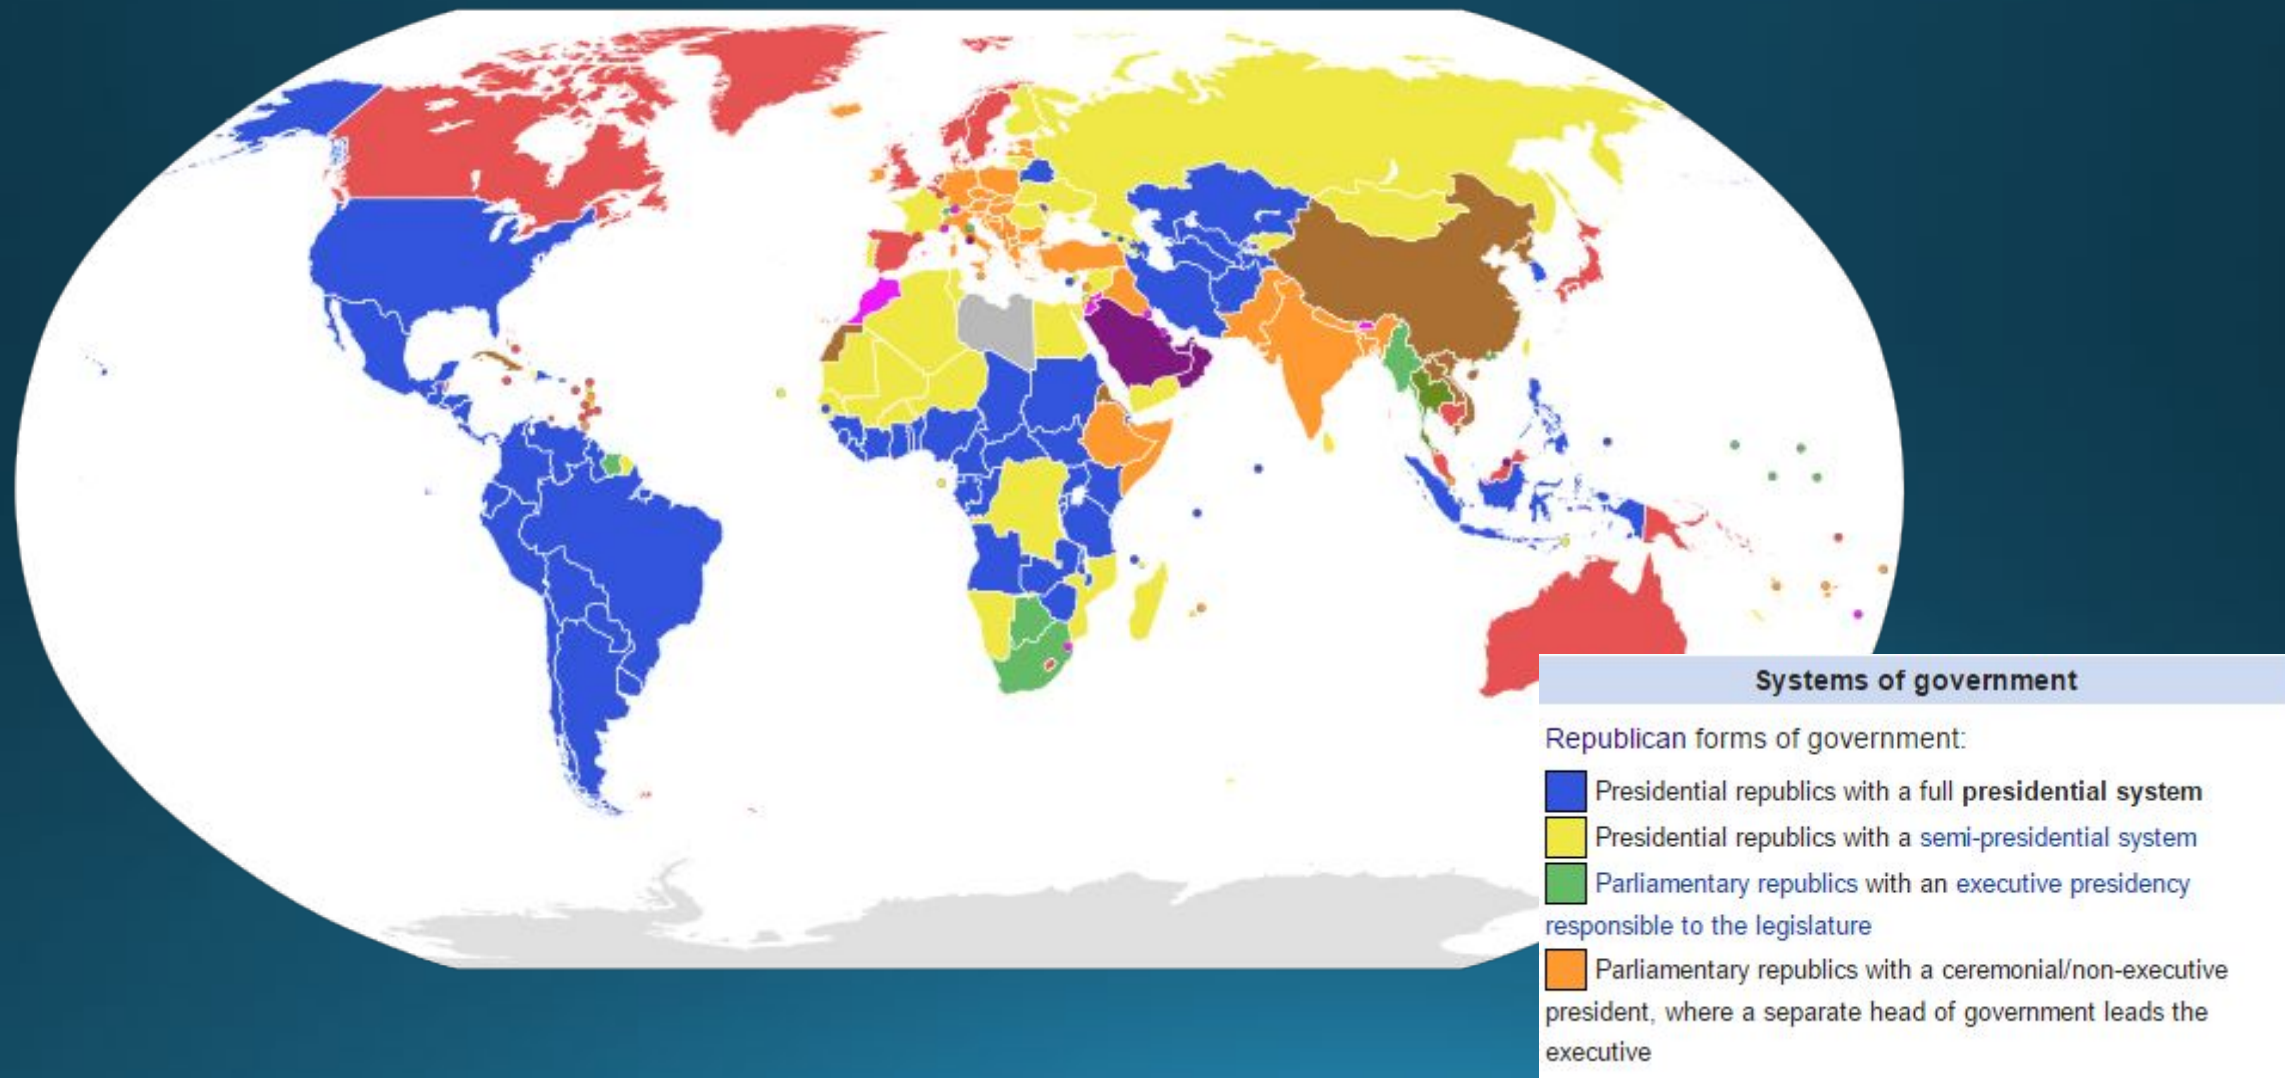 Systems of government
Republican forms of government:
Presidential republics with a full presidential system
Presidential republics with a semi-presidential system
Parliamentary republics with an executive presidency
responsible to the legislature
Parliamentary republics with a ceremonial/non-executive
president, where a separate head of government leads the
executive